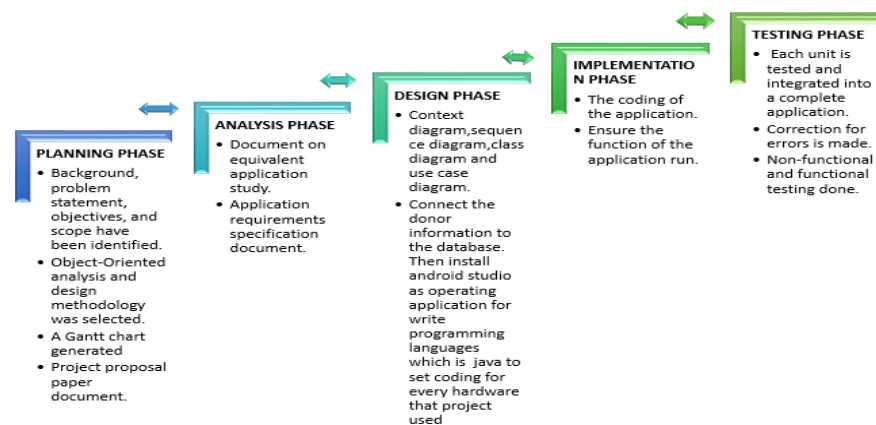 PLANNING PHASE
• Background,
problem
statement,
objectives, and
scope have
been identified.
• Object-Oriented
analysis and
design
methodology
was selected.
• A Gantt chart
generated
• Project proposal
paper
document.
ANALYSIS PHASE
• Document on
equivalent
application
study.
• Application
requirements
specification
document.
DESIGN PHASE
• Context
diagram,sequen
ce diagram,class
diagram and
use case
diagram.
• Connect the
donor
information to
the database.
Then install
android studio
as operating
application for
write
programming
languages
which is java to
set coding for
every hardware
that project
used
IMPLEMENTATIO
N PHASE
• The coding of
the application.
• Ensure the
function of the
application run.
TESTING PHASE
• Each unit is
tested and
integrated into
a complete
application.
• Correction for
errors is made.
• Non-functional
and functional
testing done.